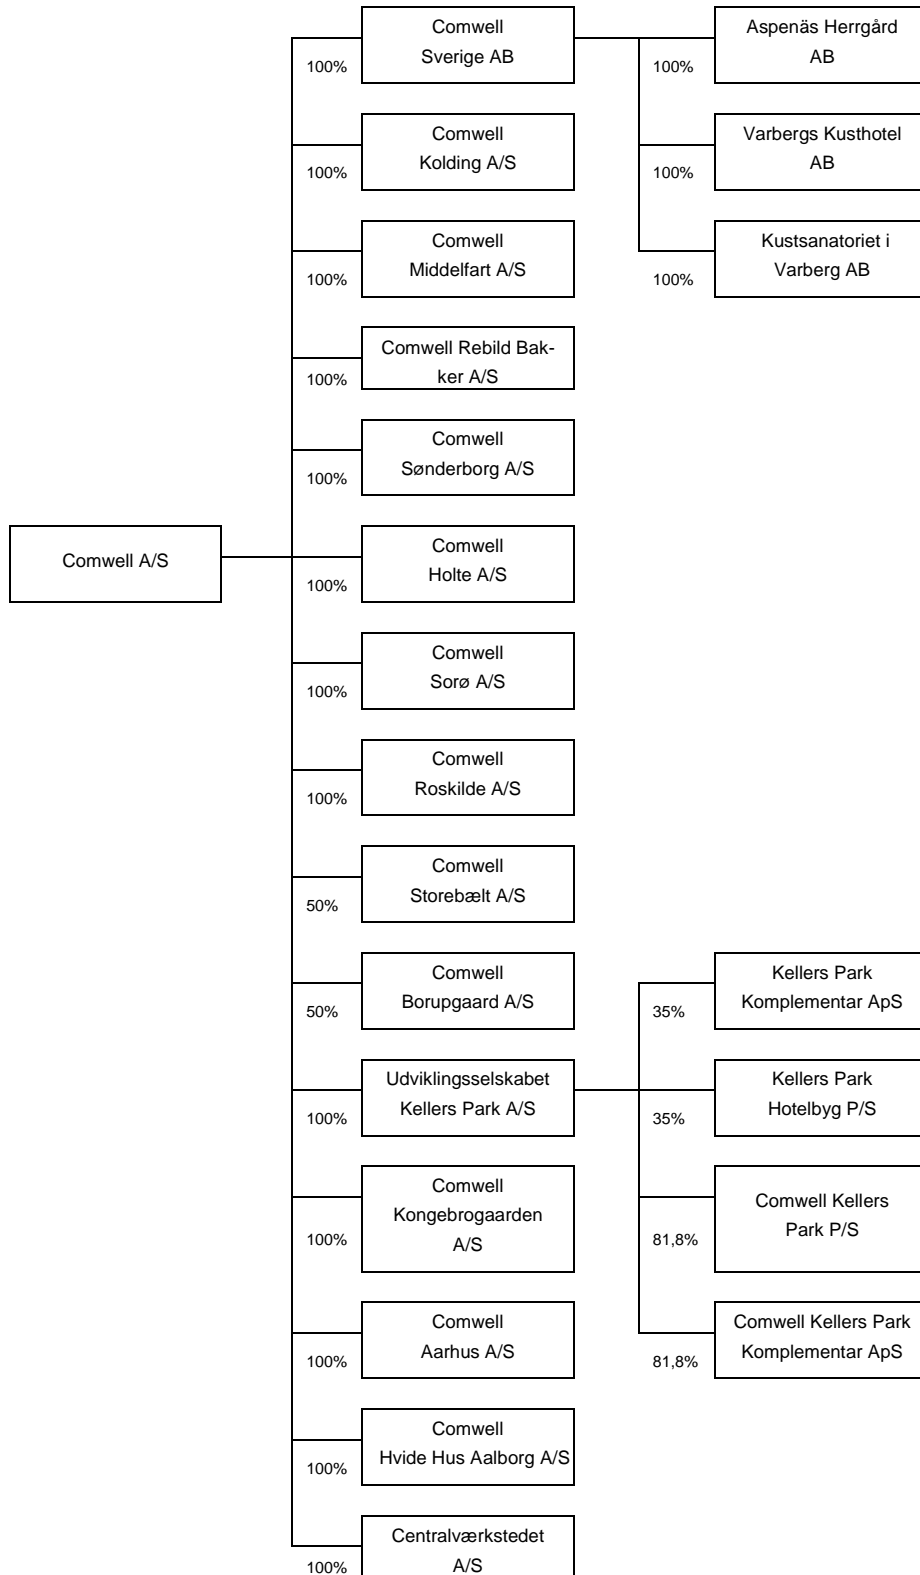 Comwell
Sverige AB
100%
Aspenäs Herrgård
AB
100%
Comwell
Kolding A/S
100%
Varbergs Kusthotel
AB
100%
Comwell
Middelfart A/S
100%
Kustsanatoriet i
Varberg AB
100%
Comwell Rebild Bak-
ker A/S
100%
Comwell
Sønderborg A/S
100%
Comwell A/S
Comwell
Holte A/S
100%
Comwell
Sorø A/S
100%
Comwell
Roskilde A/S
100%
Comwell
Storebælt A/S
50%
Comwell
Borupgaard A/S
50%
Kellers Park
Komplementar ApS
35%
Udviklingsselskabet
Kellers Park A/S
100%
Kellers Park
Hotelbyg P/S
35%
Comwell
Kongebrogaarden
A/S
100%
Comwell Kellers
Park P/S
81,8%
Comwell
Aarhus A/S
100%
Comwell Kellers Park
Komplementar ApS
81,8%
Comwell
Hvide Hus Aalborg A/S
100%
Centralværkstedet
A/S
100%